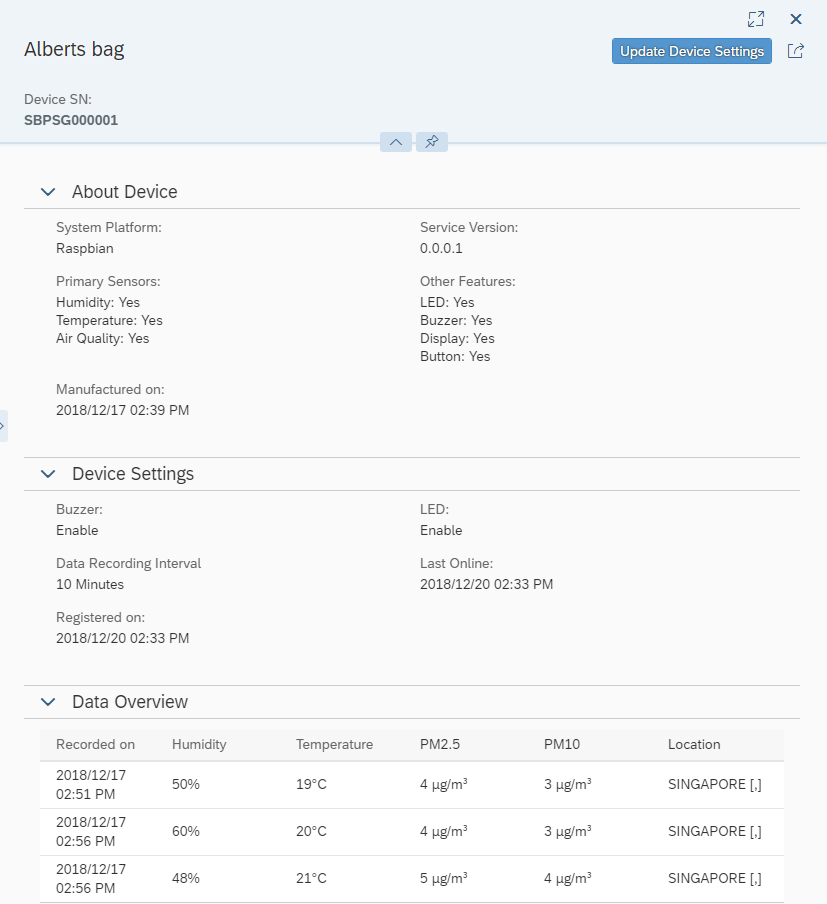 Alberts bag
Update Device Settings
Device SN:
SBPSG000001
About Device
System Platform:
Raspbian
Service Version:
0.0.0.1
Primary Sensors:
Humidity: Yes
Temperature: Yes
Air Quality: Yes
Other Features:
LED: Yes
Buzzer: Yes
Display: Yes
Button: Yes
Manufactured on:
2018/12/17 02:39 PM
Device Settings
Buzzer:
Enable
LED:
Enable
Data Recording Interval
10 Minutes
Last Online:
2018/12/20 02:33 PM
Registered on:
2018/12/20 02:33 PM
Data Overview
Recorded on Humidity Temperature PM2.5 PM10 Location
2018/12/17
02:51 PM
50% 19°C 4 µg/m³ 3 µg/m³ SINGAPORE [,]
2018/12/17
02:56 PM
60% 20°C 4 µg/m³ 3 µg/m³ SINGAPORE [,]
2018/12/17
02:56 PM
48% 21°C 5 µg/m³ 4 µg/m³ SINGAPORE [,]